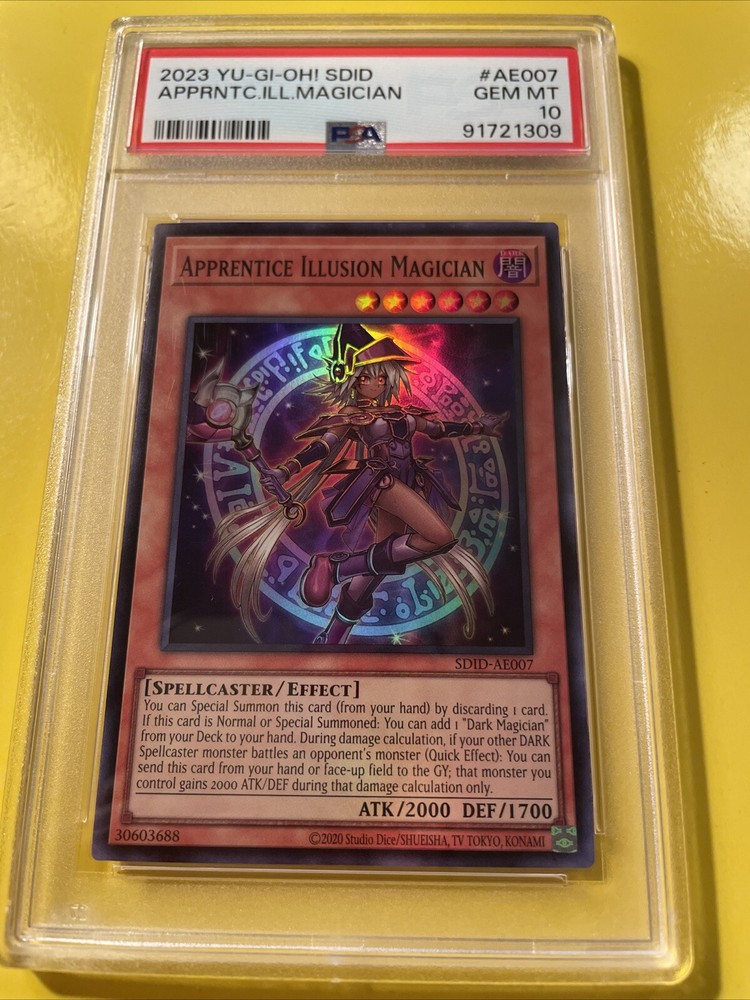 2023 YU-GI-OH! SDID #AE007
APPRNTC.ILL.MAGICIAN GEM MT
10
PSA 91721309
APPRENTICE ILLUSION MAGICIAN
DARK
闇
SDID-AE007
[SPELLCASTER/EFFECT]
You can Special Summon this card (from your hand) by discarding 1 card.
If this card is Normal or Special Summoned: You can add 1 "Dark Magician"
from your Deck to your hand. During damage calculation, if your other DARK
Spellcaster monster battles an opponent's monster (Quick Effect): You can
send this card from your hand or face-up field to the GY; that monster you
control gains 2000 ATK/DEF during that damage calculation only.
ATK/2000 DEF/1700
30603688 ©2020 Studio Dice/SHUEISHA, TV TOKYO, KONAMI